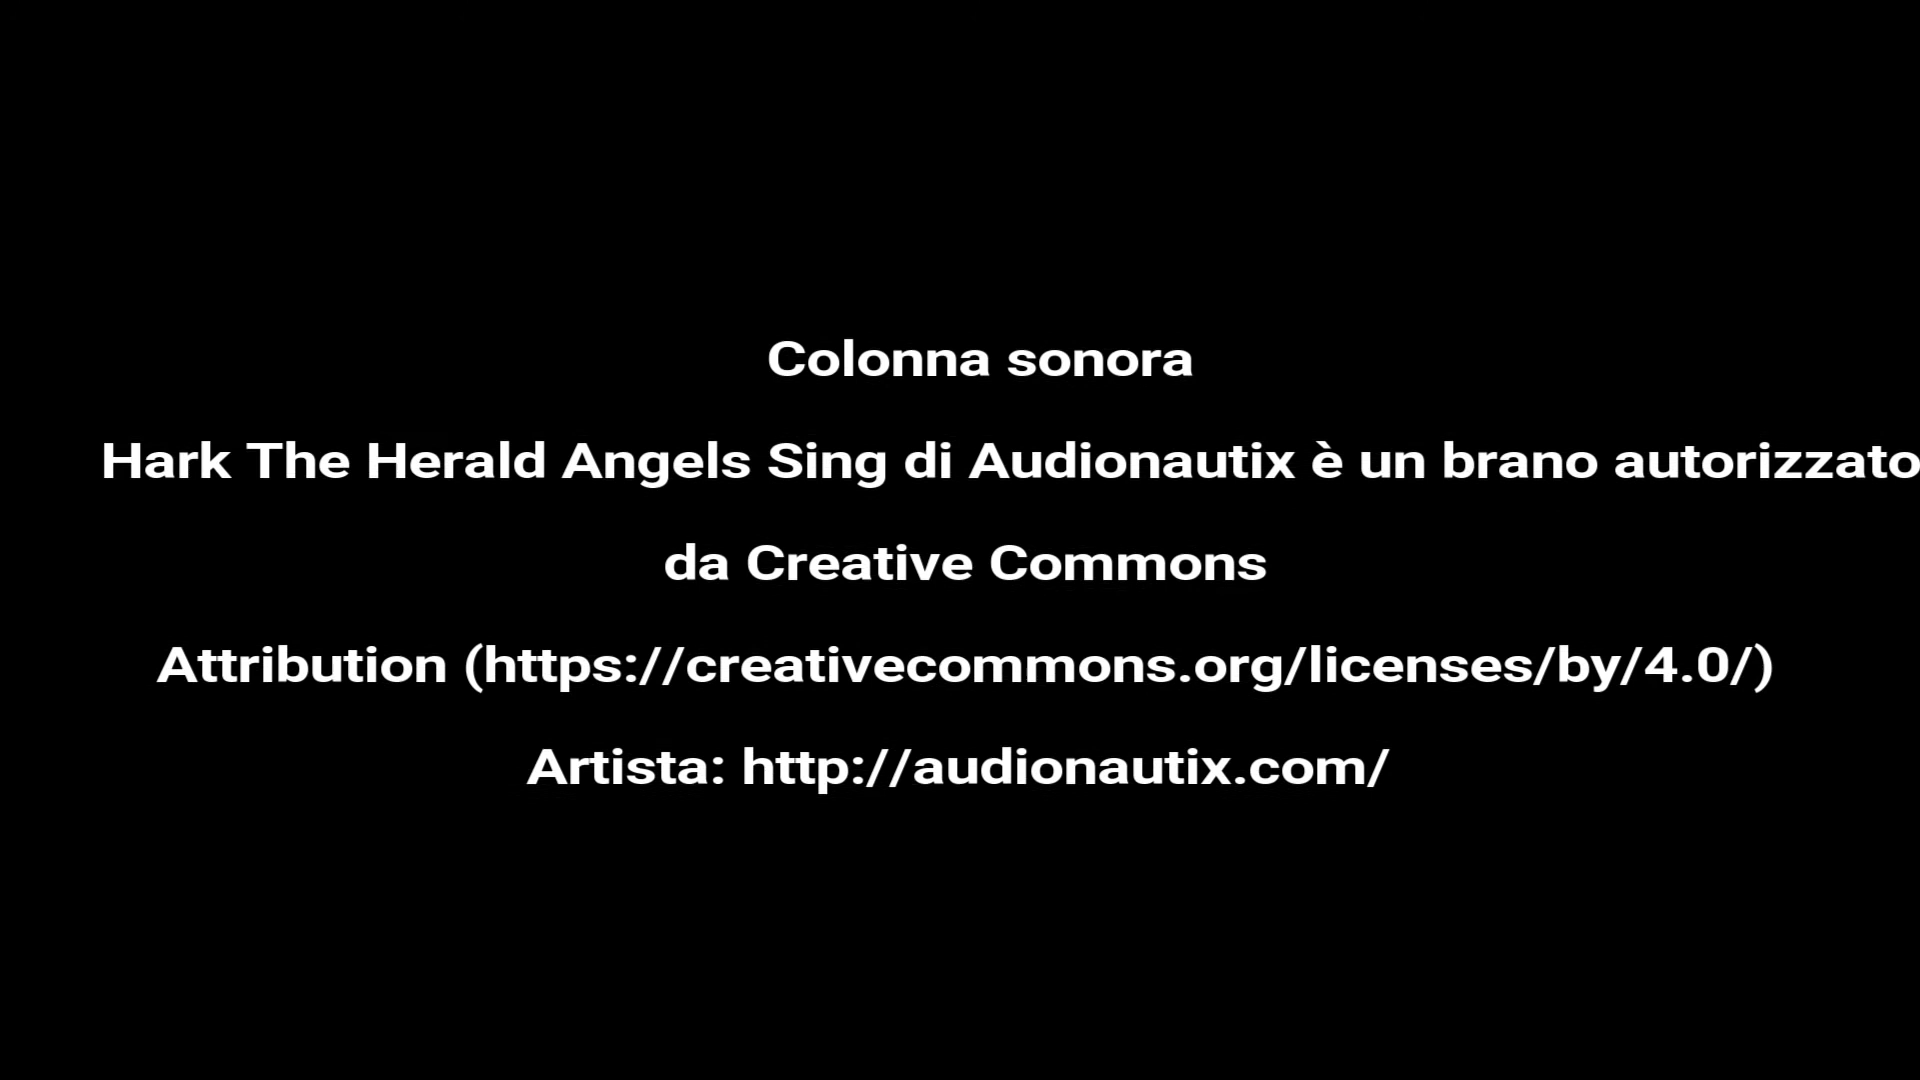 Colonna sonora
Hark The Herald Angels Sing di Audionautix è un brano autorizzato
da Creative Commons
Attribution (https://creativecommons.org/licenses/by/4.0/)
Artista: http://audionautix.com/